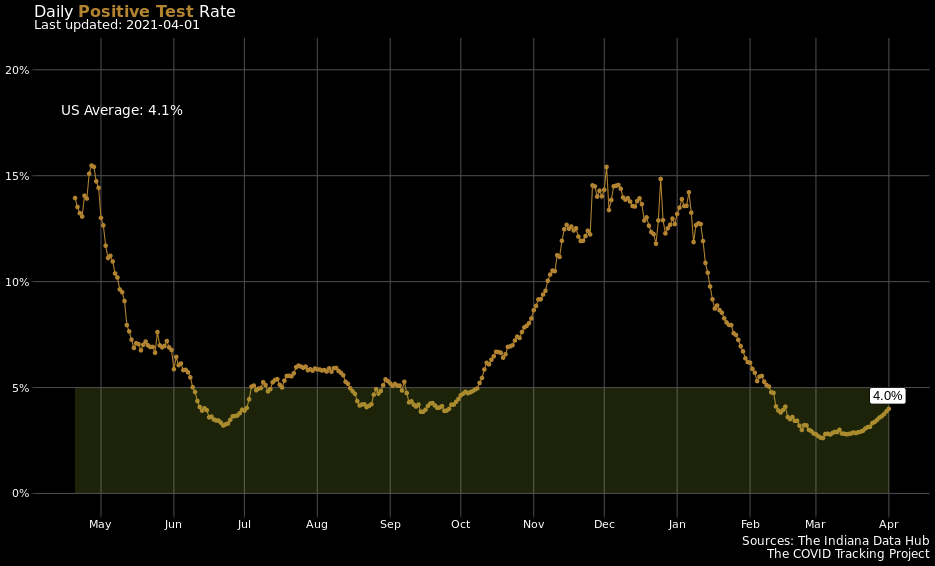 Daily Positive Test Rate
Last updated: 2021-04-01
20%
US Average: 4.1%
15%
10%
5%
4.0%
0%
May Jun Jul Aug Sep Oct Nov Dec Jan Feb Mar Apr
Sources: The Indiana Data Hub
The COVID Tracking Project